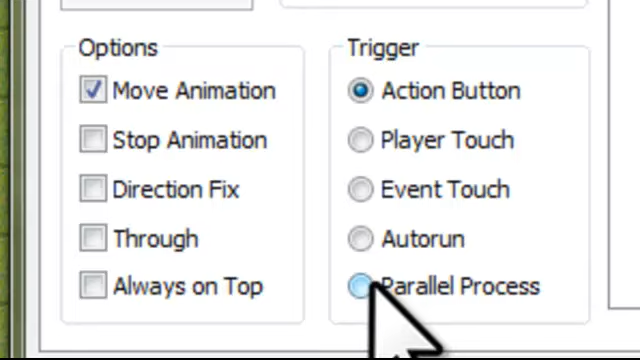 Options
Move Animation
Stop Animation
Direction Fix
Through
Always on Top
Trigger
Action Button
Player Touch
Event Touch
Autorun
Parallel Process